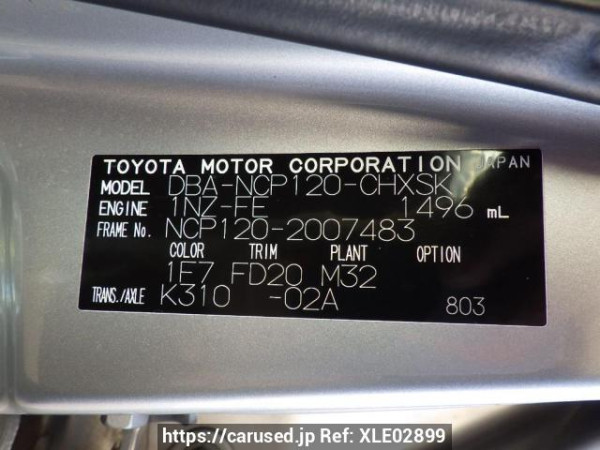 TOYOTA MOTOR CORPORATION JAPAN
MODEL DBA-NCP120-CHXSK
ENGINE 1NZ-FE 1496 mL
FRAME No. NCP120-2007483
COLOR TRIM PLANT OPTION
1E7 FD20 M32
TRANS./AXLE K310 -02A 803
https://carused.jp Ref: XLE02899